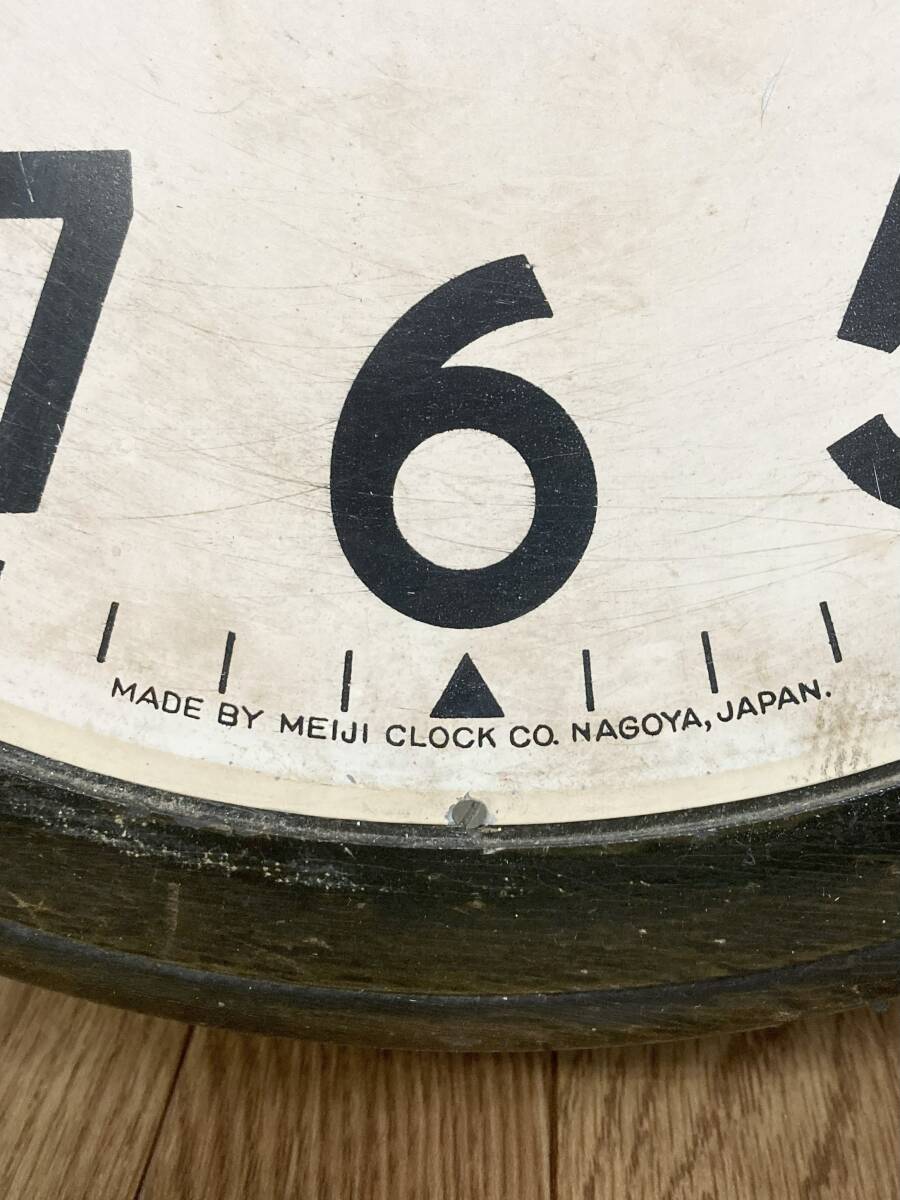 7 6 5
MADE BY MEIJI CLOCK CO. NAGOYA, JAPAN.